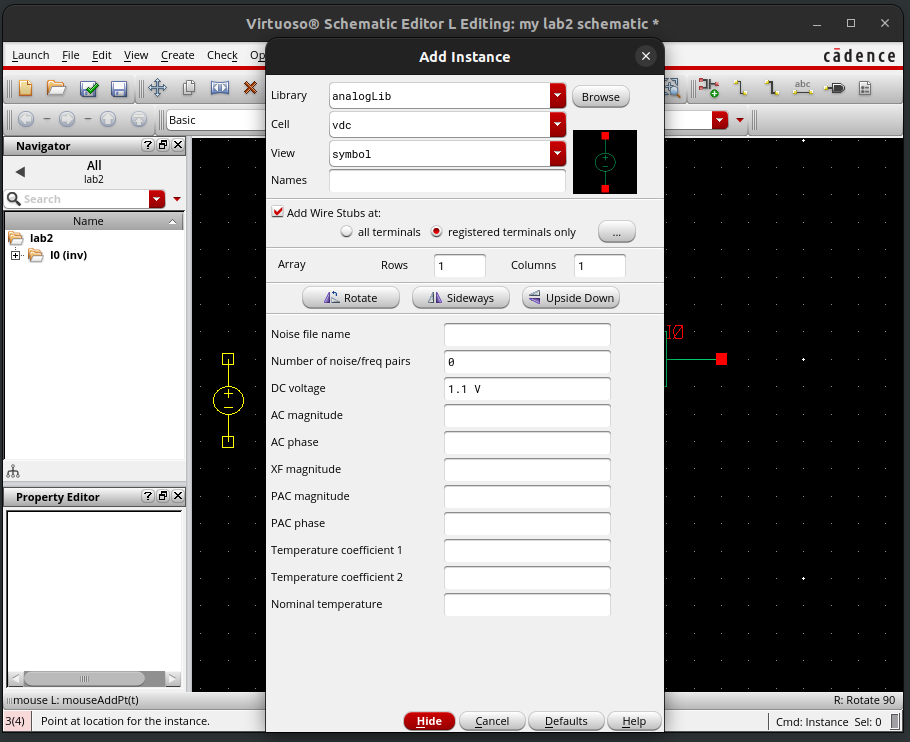 Virtuoso® Schematic Editor L Editing: my lab2 schematic *
Launch File Edit View Create Check Op
cādence
Add Instance
Library analogLib Browse
Cell vdc
View symbol
Names
Add Wire Stubs at:
all terminals registered terminals only ...
Array Rows 1 Columns 1
Rotate Sideways Upside Down
Noise file name
Number of noise/freq pairs 0
DC voltage 1.1 V
AC magnitude
AC phase
XF magnitude
PAC magnitude
PAC phase
Temperature coefficient 1
Temperature coefficient 2
Nominal temperature
Hide Cancel Defaults Help
abc
Basic
Navigator
All
lab2
Search
Name
lab2
I0 (inv)
Property Editor
I0
mouse L: mouseAddPt(t)
R: Rotate 90
3(4) Point at location for the instance.
Cmd: Instance Sel: 0